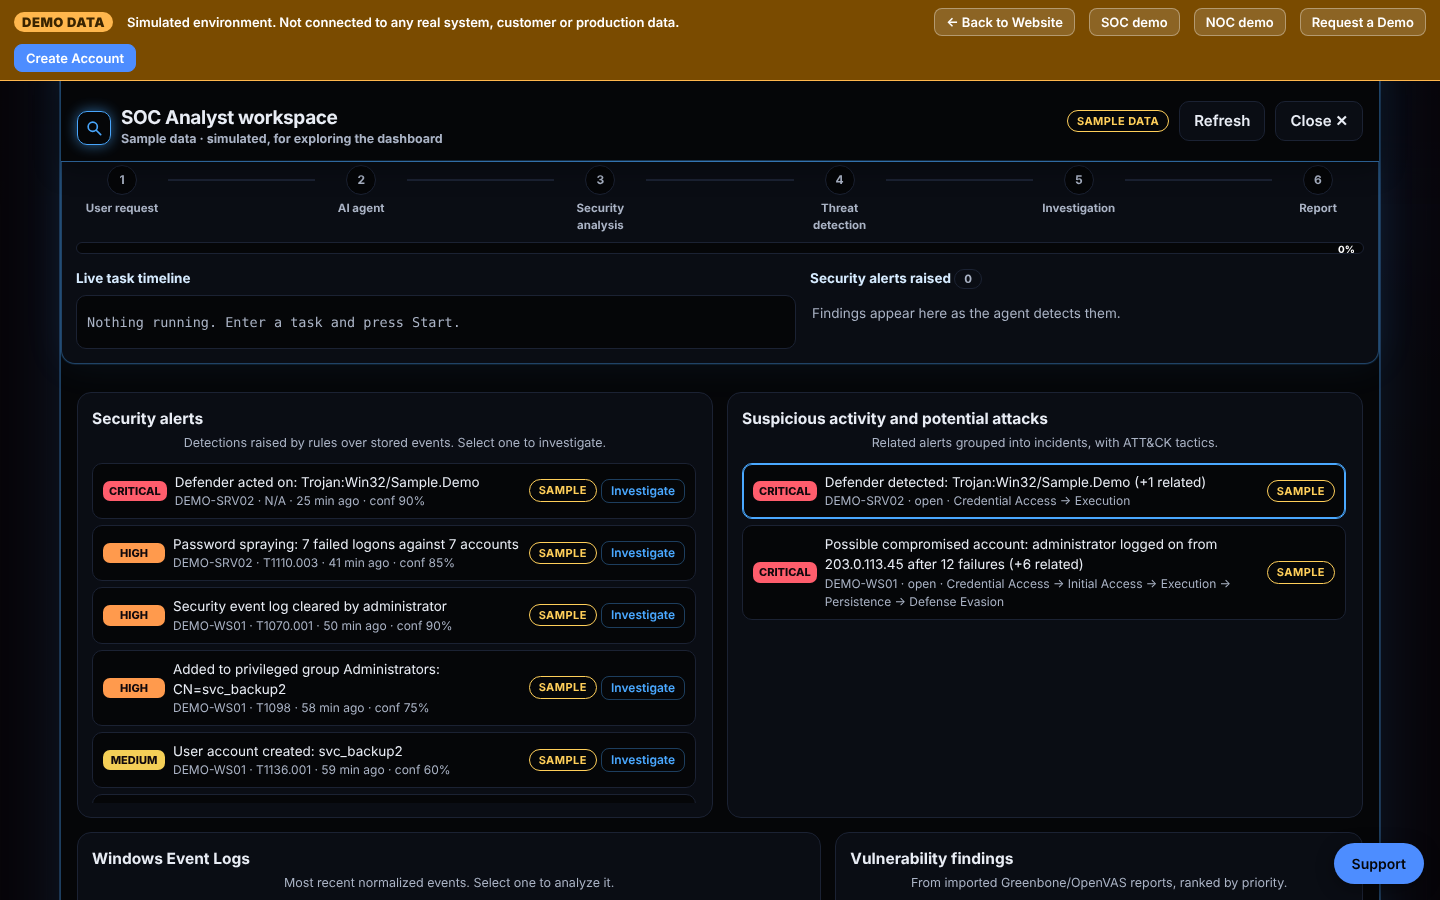 DEMO DATA Simulated environment. Not connected to any real system, customer or production data. ← Back to Website SOC demo NOC demo Request a Demo
Create Account
SOC Analyst workspace
Sample data · simulated, for exploring the dashboard
SAMPLE DATA Refresh Close ✕
1 2 3 4 5 6
User request AI agent Security analysis Threat detection Investigation Report
0%
Live task timeline
Nothing running. Enter a task and press Start.
Security alerts raised 0
Findings appear here as the agent detects them.
Security alerts
Detections raised by rules over stored events. Select one to investigate.
CRITICAL Defender acted on: Trojan:Win32/Sample.Demo SAMPLE Investigate
DEMO-SRV02 · N/A · 25 min ago · conf 90%
HIGH Password spraying: 7 failed logons against 7 accounts SAMPLE Investigate
DEMO-SRV02 · T1110.003 · 41 min ago · conf 85%
HIGH Security event log cleared by administrator SAMPLE Investigate
DEMO-WS01 · T1070.001 · 50 min ago · conf 90%
HIGH Added to privileged group Administrators:
CN=svc_backup2 SAMPLE Investigate
DEMO-WS01 · T1098 · 58 min ago · conf 75%
MEDIUM User account created: svc_backup2 SAMPLE Investigate
DEMO-WS01 · T1136.001 · 59 min ago · conf 60%
Suspicious activity and potential attacks
Related alerts grouped into incidents, with ATT&CK tactics.
CRITICAL Defender detected: Trojan:Win32/Sample.Demo (+1 related) SAMPLE
DEMO-SRV02 · open · Credential Access → Execution
CRITICAL Possible compromised account: administrator logged on from
203.0.113.45 after 12 failures (+6 related) SAMPLE
DEMO-WS01 · open · Credential Access → Initial Access → Execution →
Persistence → Defense Evasion
Windows Event Logs
Most recent normalized events. Select one to analyze it.
Vulnerability findings
From imported Greenbone/OpenVAS reports, ranked by priority.
Support